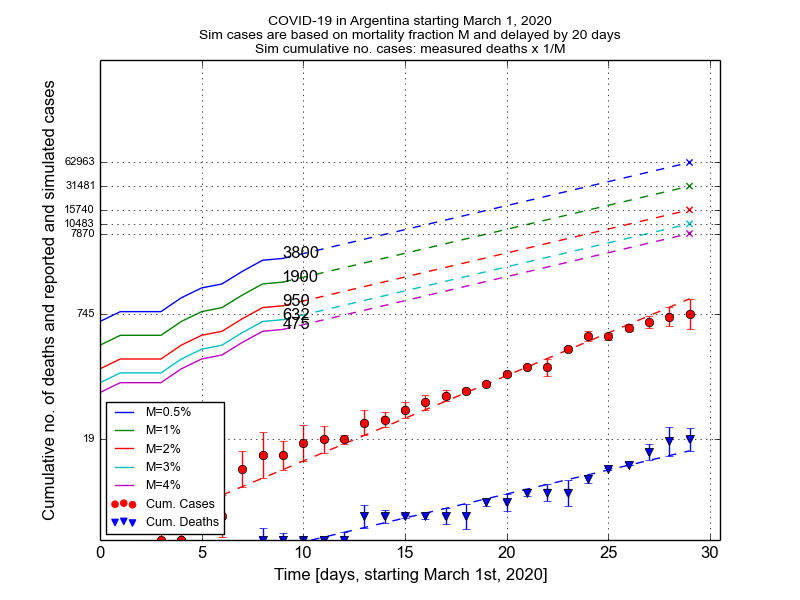 COVID-19 in Argentina starting March 1, 2020
Sim cases are based on mortality fraction M and delayed by 20 days
Sim cumulative no. cases: measured deaths x 1/M
Cumulative no. of deaths and reported and simulated cases
62963
31481
15740
10483
7870
745
19
3800
1900
950
632
475
M=0.5%
M=1%
M=2%
M=3%
M=4%
Cum. Cases
Cum. Deaths
0 5 10 15 20 25 30
Time [days, starting March 1st, 2020]